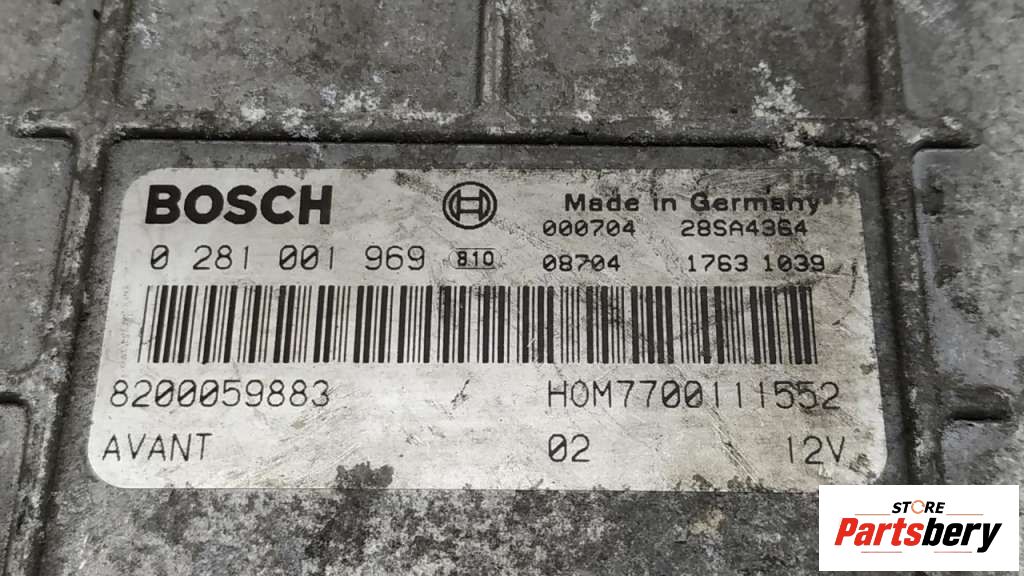 BOSCH Made in Germany
000704 28SA4364
0 281 001 969 810 08704 1763 1039
8200059883 HOM7700111552
AVANT 02 12V
STORE
Partsbery